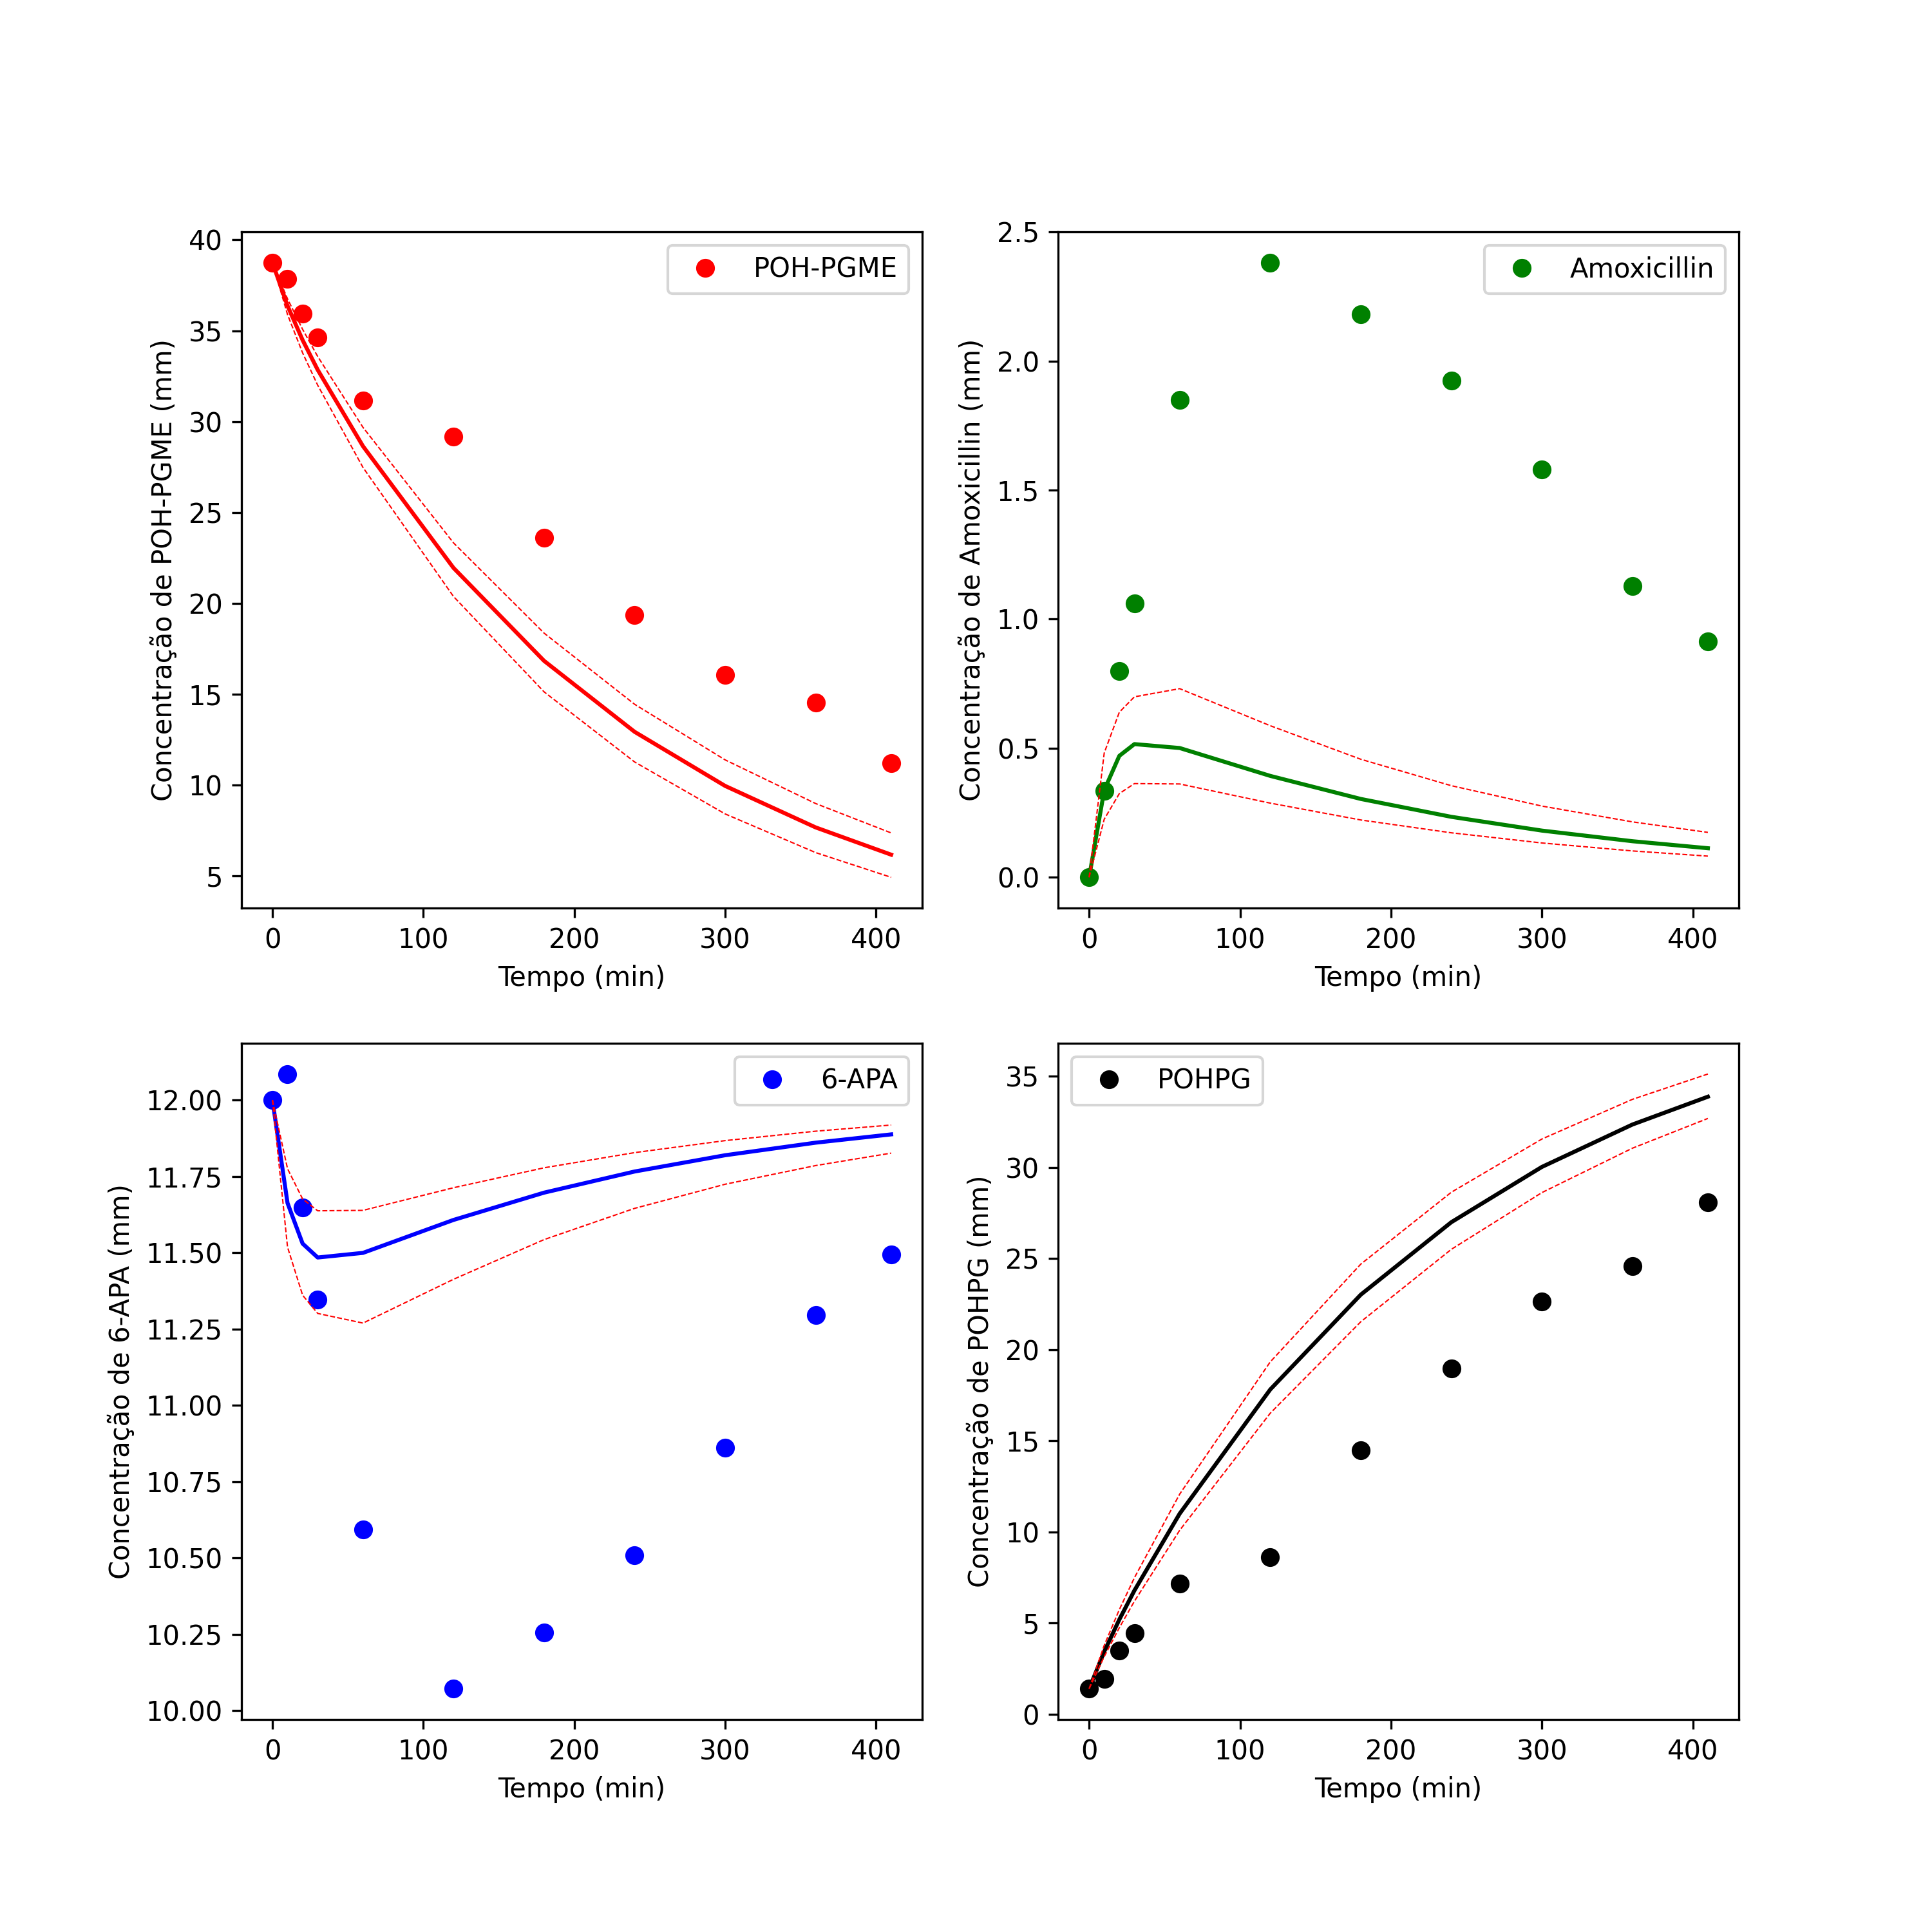 Concentração de POH-PGME (mm)
40
35
30
25
20
15
10
5
POH-PGME
0 100 200 300 400
Tempo (min)
Concentração de Amoxicillin (mm)
2.5
2.0
1.5
1.0
0.5
0.0
Amoxicillin
0 100 200 300 400
Tempo (min)
Concentração de 6-APA (mm)
12.00
11.75
11.50
11.25
11.00
10.75
10.50
10.25
10.00
6-APA
0 100 200 300 400
Tempo (min)
Concentração de POHPG (mm)
35
30
25
20
15
10
5
0
POHPG
0 100 200 300 400
Tempo (min)